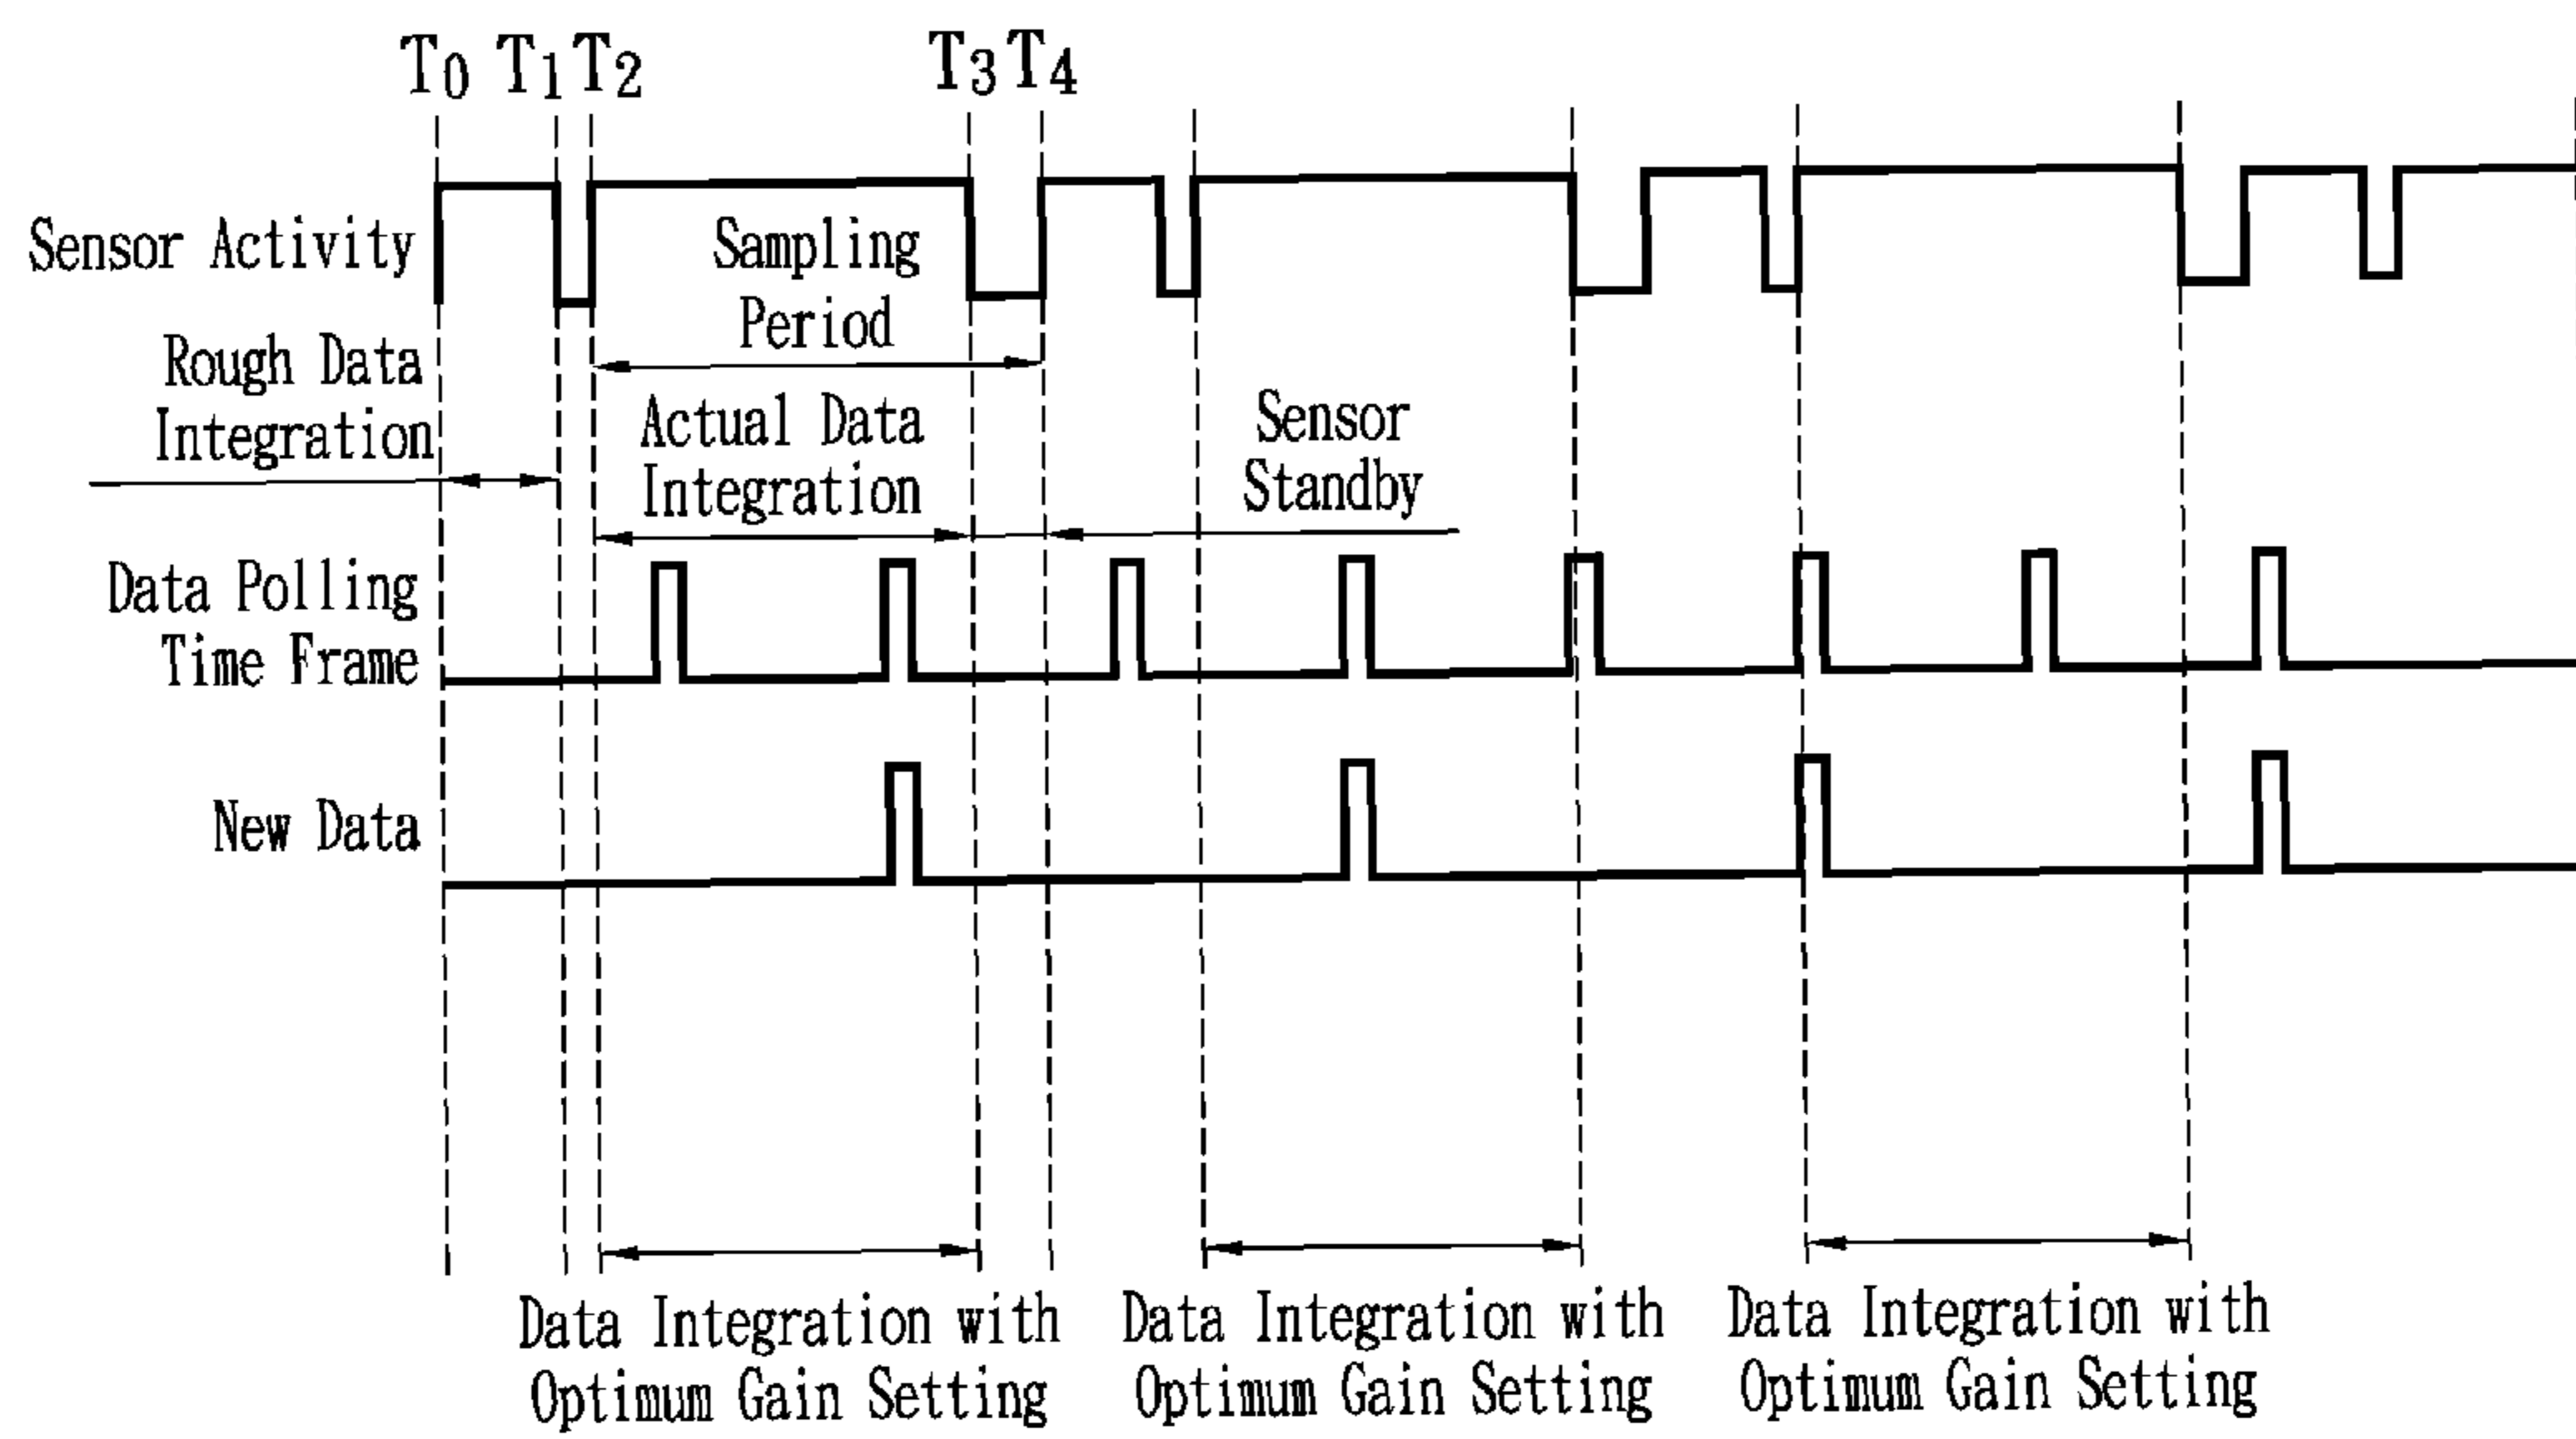 T0 T1 T2 T3 T4
Sensor Activity
Sampling
Period
Rough Data
Integration
Actual Data
Integration
Sensor
Standby
Data Polling
Time Frame
New Data
Data Integration with
Optimum Gain Setting
Data Integration with
Optimum Gain Setting
Data Integration with
Optimum Gain Setting